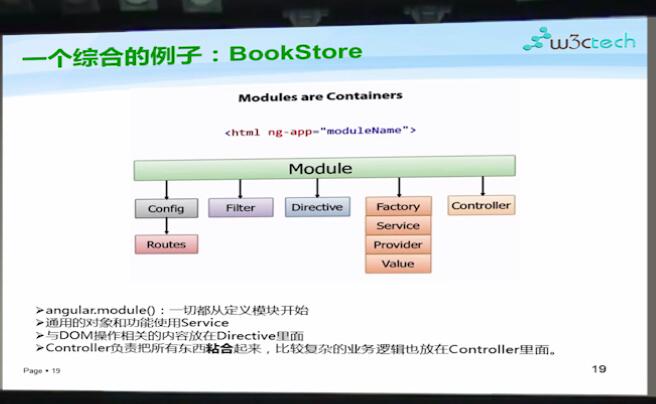 一个综合的例子：BookStore
w3ctech
Modules are Containers
<html ng-app="moduleName">
Module
Config
Filter
Directive
Factory
Controller
Service
Routes
Provider
Value
➢angular.module()：一切都从定义模块开始
➢通用的对象和功能使用Service
➢与DOM操作相关的内容放在Directive里面
➢Controller负责把所有东西粘合起来，比较复杂的业务逻辑也放在Controller里面。
Page ▪ 19
19